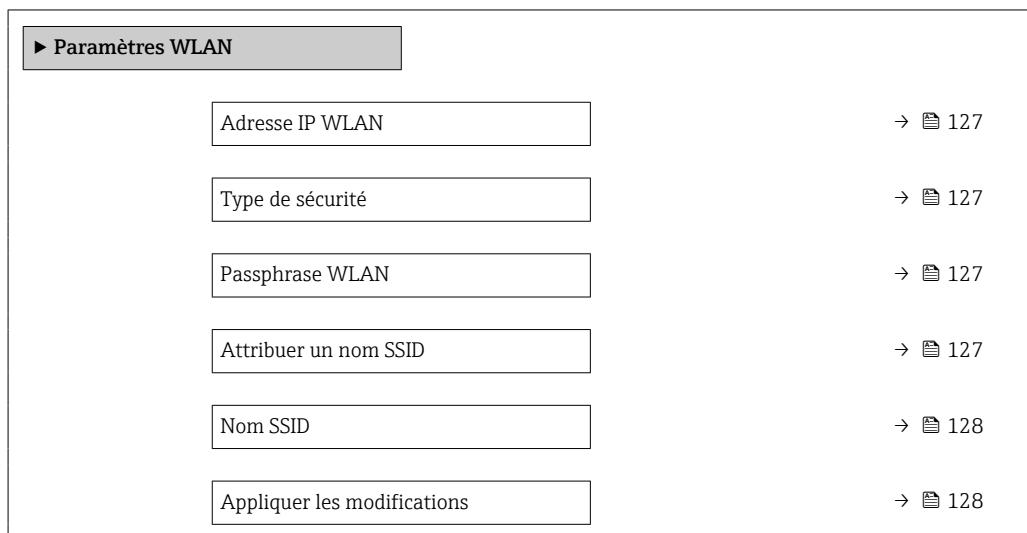 ► Paramètres WLAN
Adresse IP WLAN → 127
Type de sécurité → 127
Passphrase WLAN → 127
Attribuer un nom SSID → 127
Nom SSID → 128
Appliquer les modifications → 128